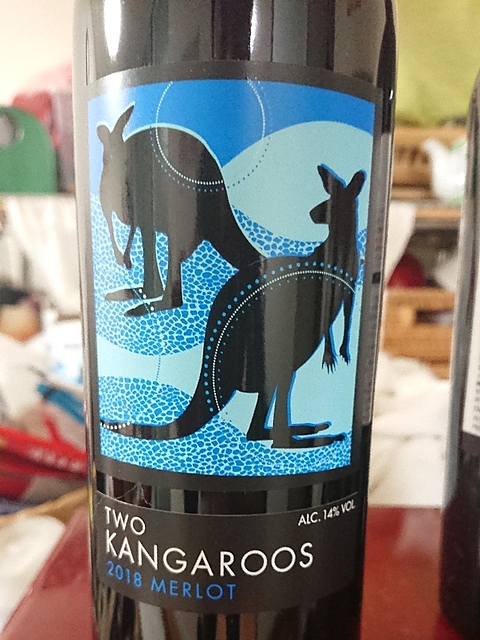 ALC. 14% VOL
TWO
KANGAROOS
2018 MERLOT